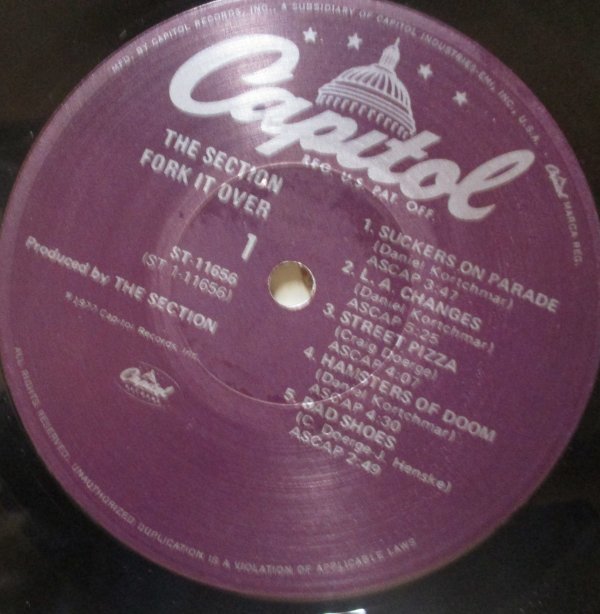 MFD. BY CAPITOL RECORDS, INC., A SUBSIDIARY OF CAPITOL INDUSTRIES-EMI, INC., U.S.A.
Capitol MARCA REG.
Capitol
REG. U.S. PAT. OFF.
THE SECTION
FORK IT OVER
1
ST-11656
(ST 1-11656)
Produced by THE SECTION
℗ 1977 Capitol Records, Inc.
1. SUCKERS ON PARADE
(Daniel Kortchmar)
ASCAP 3:47
2. L. A. CHANGES
(Daniel Kortchmar)
ASCAP 5:25
3. STREET PIZZA
(Craig Doerge)
ASCAP 4:07
4. HAMSTERS OF DOOM
(Daniel Kortchmar)
ASCAP 4:30
5. BAD SHOES
(C. Doerge-J. Henske)
ASCAP 2:49
Capitol
ALL RIGHTS RESERVED. UNAUTHORIZED DUPLICATION IS A VIOLATION OF APPLICABLE LAWS